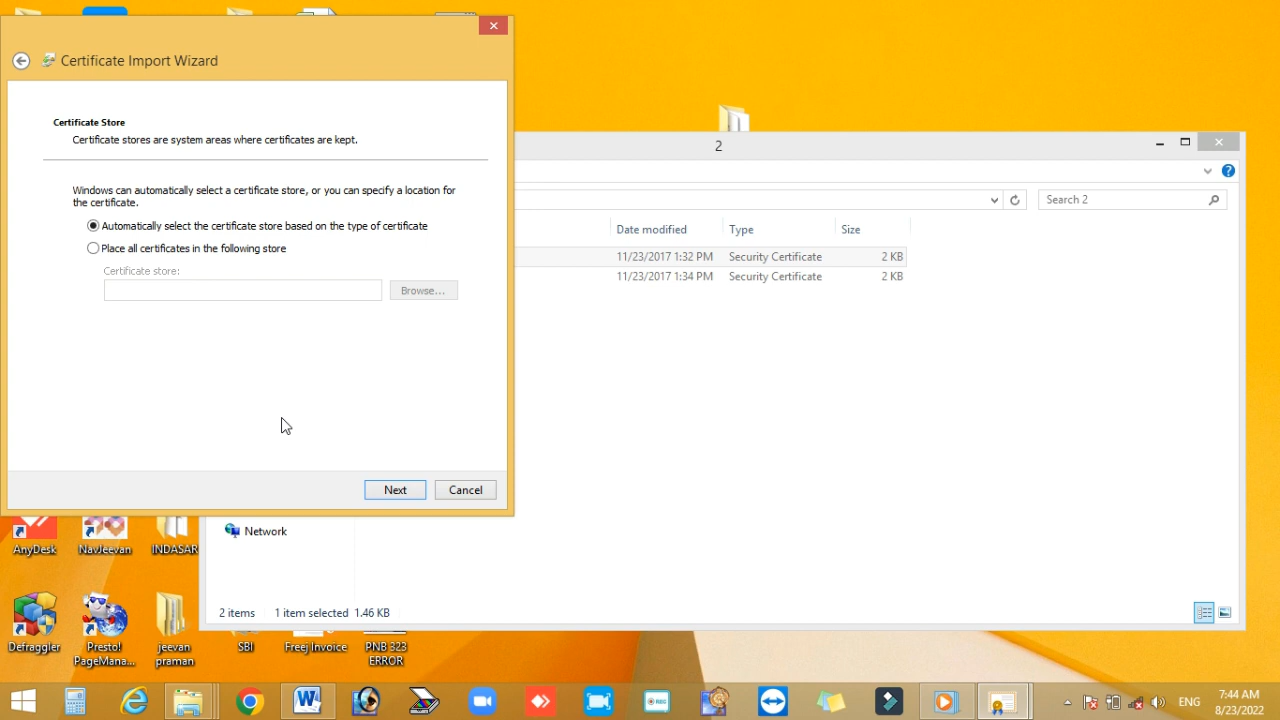 Certificate Import Wizard
Certificate Store
Certificate stores are system areas where certificates are kept.
Windows can automatically select a certificate store, or you can specify a location for
the certificate.
Automatically select the certificate store based on the type of certificate
Place all certificates in the following store
Certificate store:
Browse...
Next
Cancel
2
Search 2
Date modified
Type
Size
11/23/2017 1:32 PM
Security Certificate
2 KB
11/23/2017 1:34 PM
Security Certificate
2 KB
Network
2 items
1 item selected 1.46 KB
AnyDesk
NavJeevan
INDASAR
Defraggler
Presto!
PageMana...
jeevan
praman
SBI
Freej Invoice
PNB 323
ERROR
REC
ENG
7:44 AM
8/23/2022